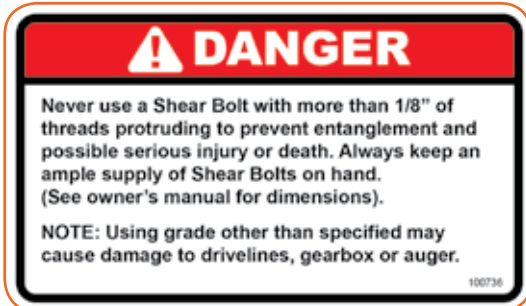 DANGER
Never use a Shear Bolt with more than 1/8” of
threads protruding to prevent entanglement and
possible serious injury or death. Always keep an
ample supply of Shear Bolts on hand.
(See owner’s manual for dimensions).
NOTE: Using grade other than specified may
cause damage to drivelines, gearbox or auger.
100736